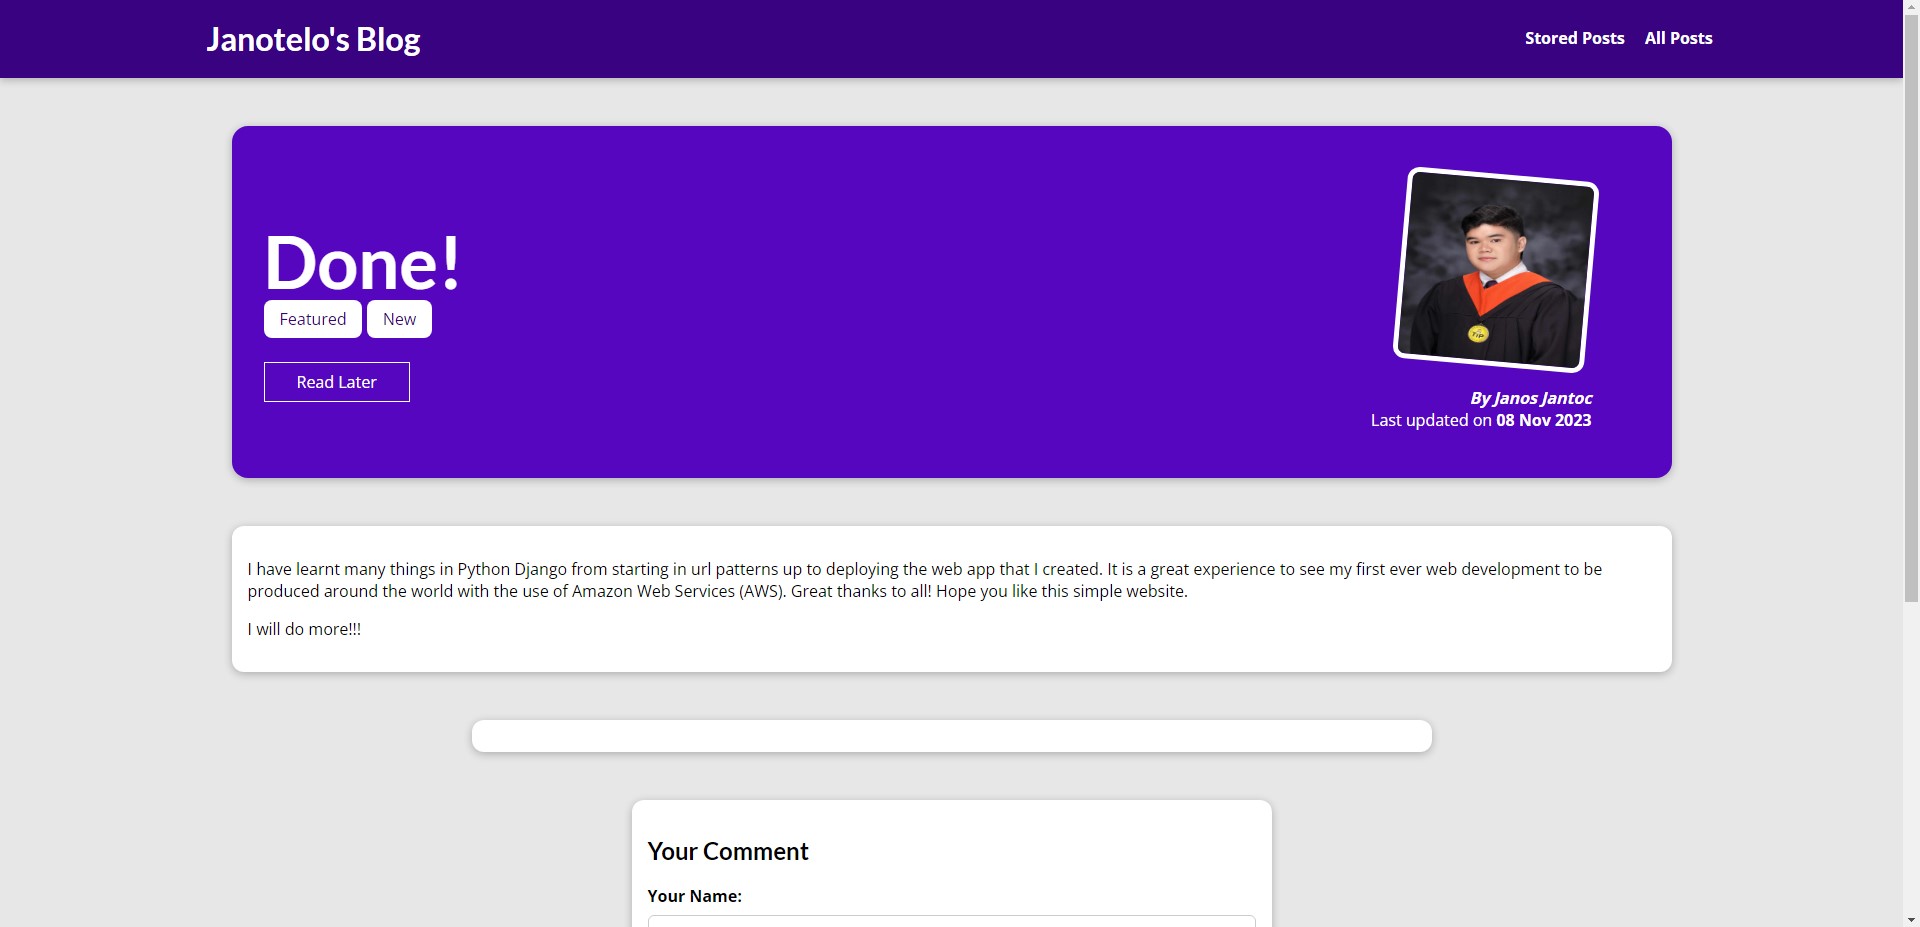 Janotelo's Blog
Stored Posts
All Posts
Done!
Featured
New
Read Later
TIP
By Janos Jantoc
Last updated on 08 Nov 2023
I have learnt many things in Python Django from starting in url patterns up to deploying the web app that I created. It is a great experience to see my first ever web development to be
produced around the world with the use of Amazon Web Services (AWS). Great thanks to all! Hope you like this simple website.
I will do more!!!
Your Comment
Your Name: